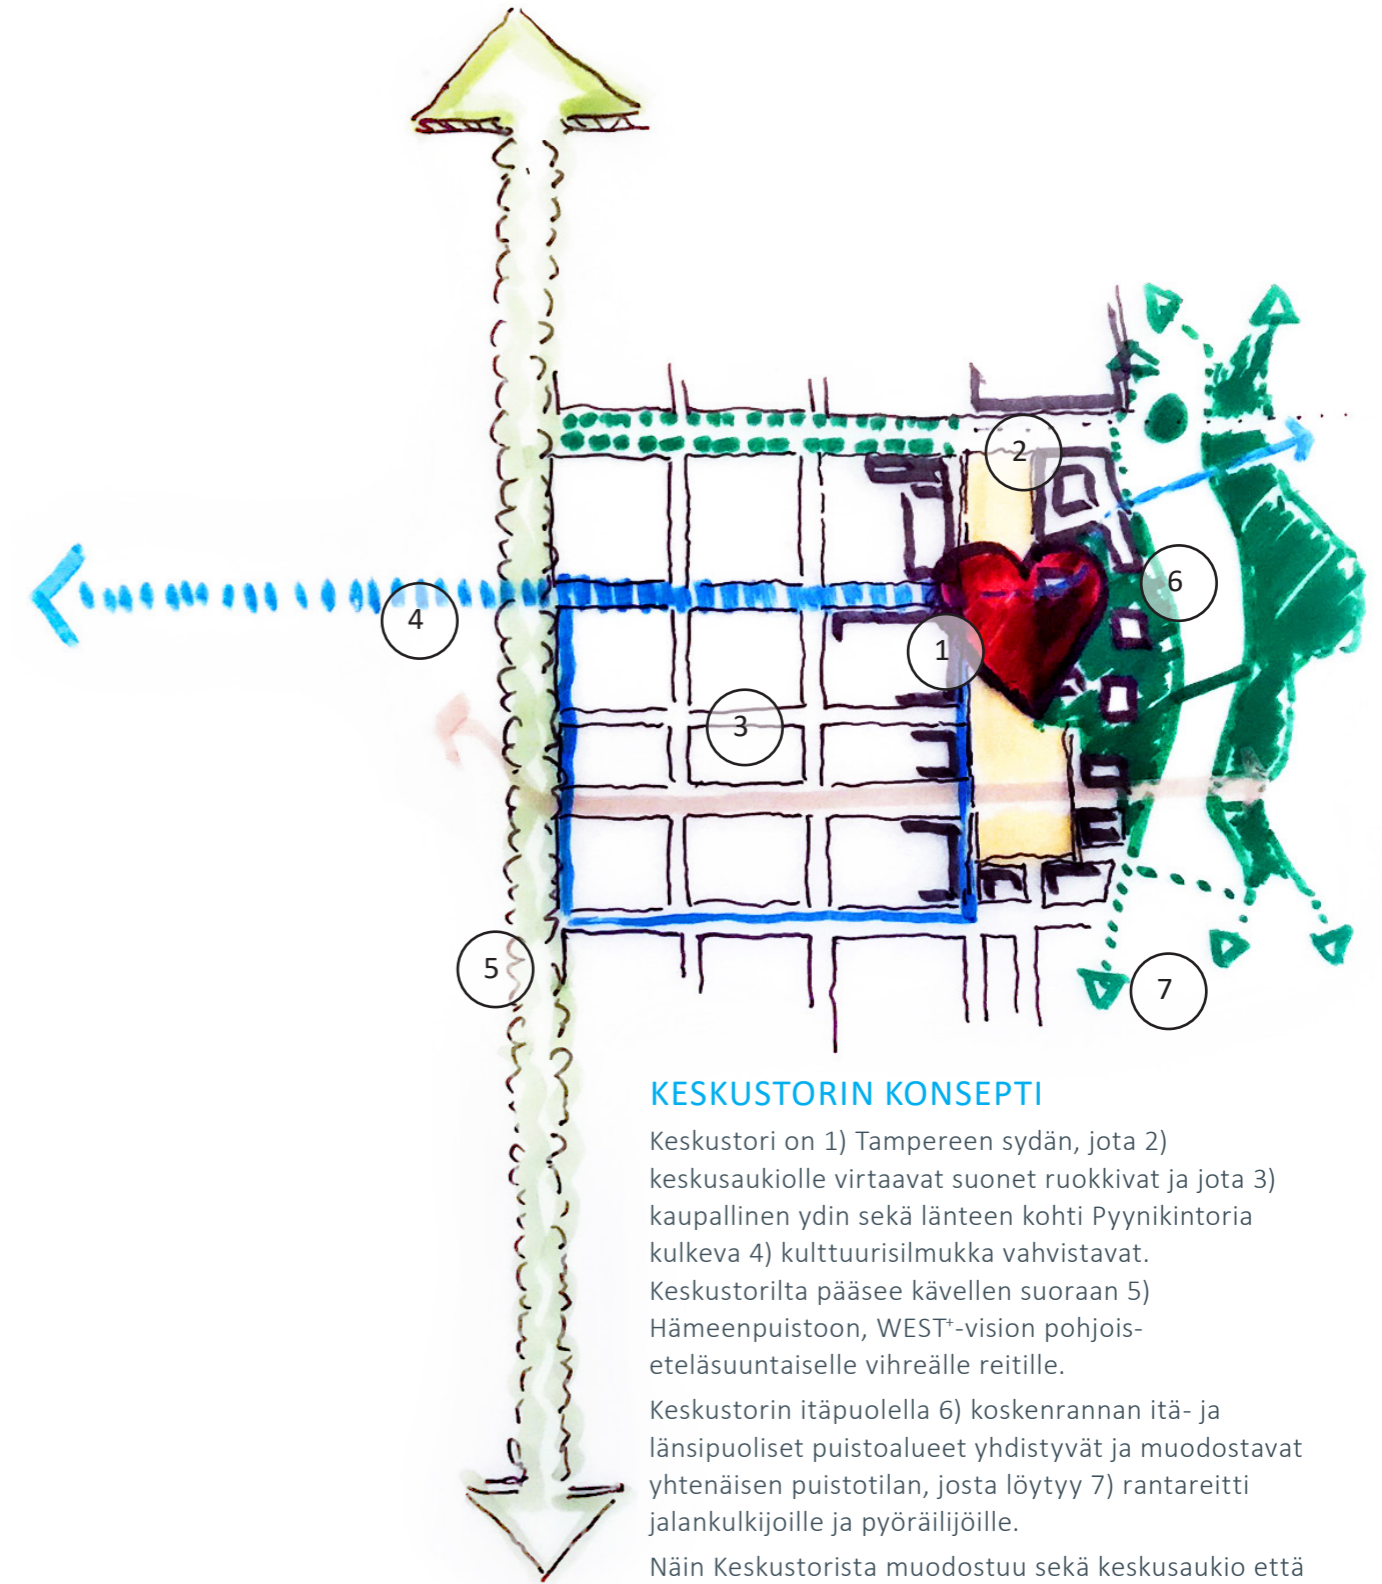 2
6
4
1
3
5
7
KESKUSTORIN KONSEPTI
Keskustori on 1) Tampereen sydän, jota 2)
keskusaukiolle virtaavat suonet ruokkivat ja jota 3)
kaupallinen ydin sekä länteen kohti Pyynikintoria
kulkeva 4) kulttuurisilmukka vahvistavat.
Keskustorilta pääsee kävellen suoraan 5)
Hämeenpuistoon, WEST⁺-vision pohjois-
eteläsuuntaiselle vihreälle reitille.
Keskustorin itäpuolella 6) koskenrannan itä- ja
länsipuoliset puistoalueet yhdistyvät ja muodostavat
yhtenäisen puistotilan, josta löytyy 7) rantareitti
jalankulkijoille ja pyöräilijöille.
Näin Keskustorista muodostuu sekä keskusaukio että